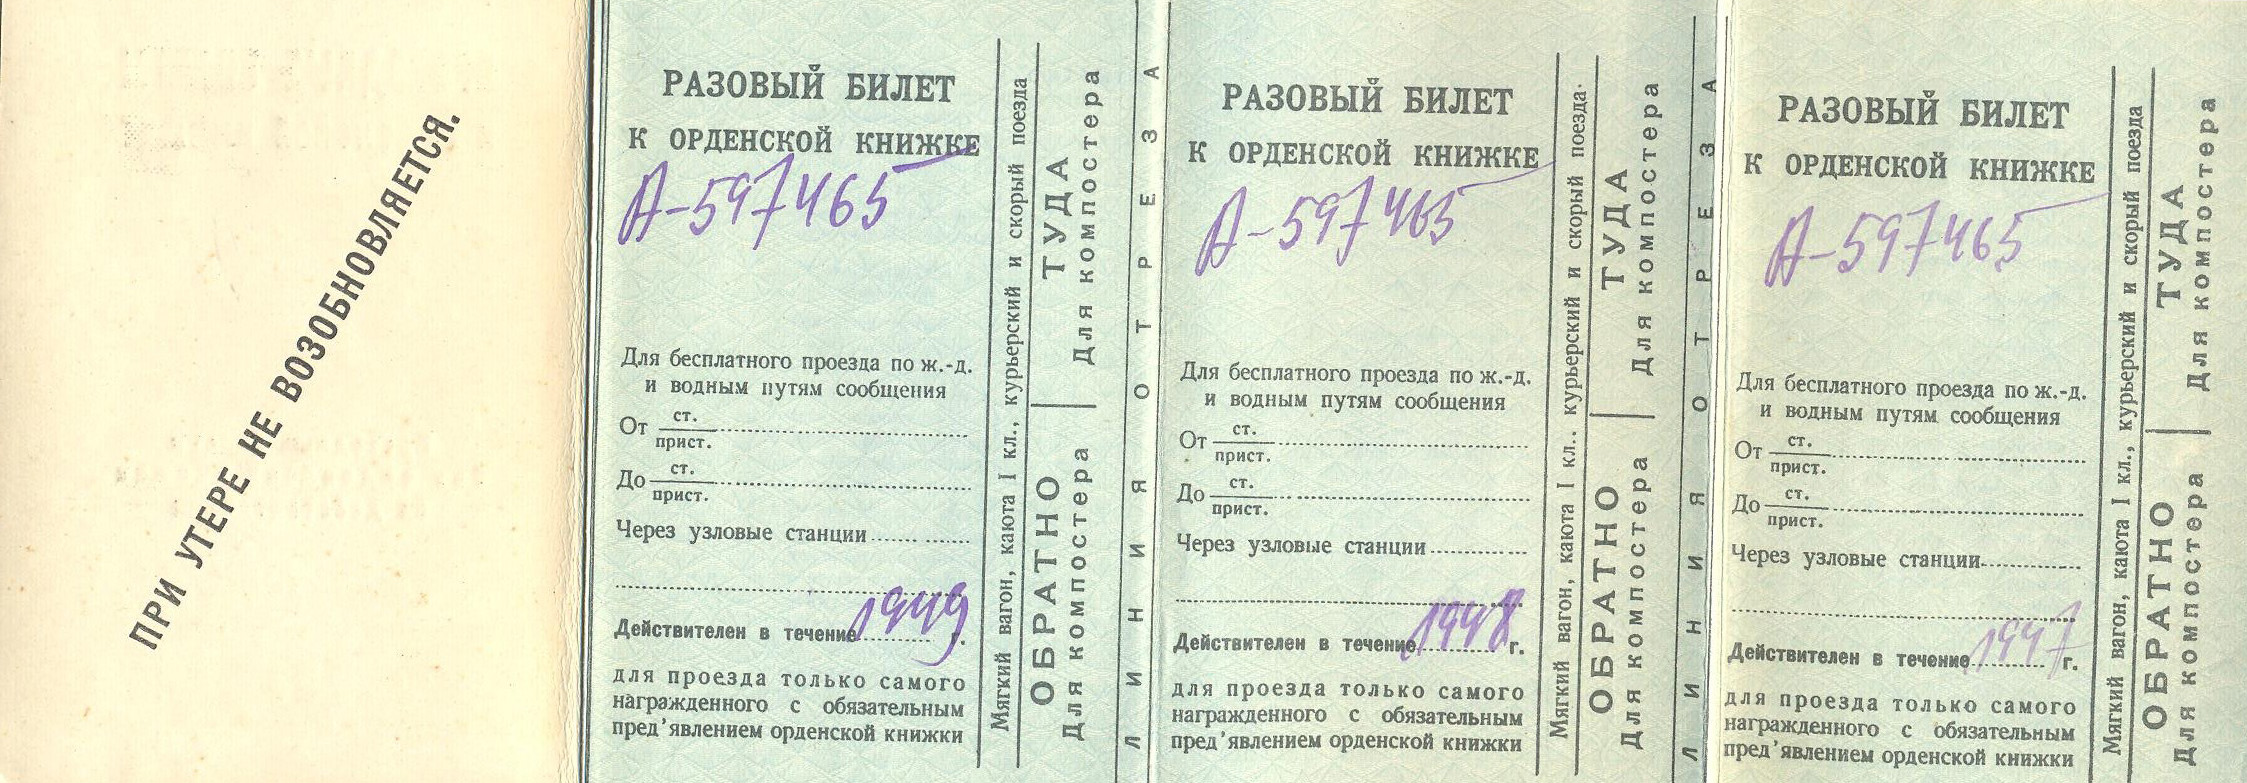 ПРИ УТЕРЕ НЕ ВОЗОБНОВЛЯЕТСЯ.
РАЗОВЫЙ БИЛЕТ
К ОРДЕНСКОЙ КНИЖКЕ
А-597465
Для бесплатного проезда по ж.-д.
и водным путям сообщения
От ст.
прист.
До ст.
прист.
Через узловые станции
Действителен в течение 1949 г.
для проезда только самого
награжденного с обязательным
пред'явлением орденской книжки
Мягкий вагон, каюта I кл., курьерский и скорый поезда
ТУДА
Для компостера
ОБРАТНО
Для компостера
ЛИНИЯ ОТРЕЗА
РАЗОВЫЙ БИЛЕТ
К ОРДЕНСКОЙ КНИЖКЕ
А-597465
Для бесплатного проезда по ж.-д.
и водным путям сообщения
От ст.
прист.
До ст.
прист.
Через узловые станции
Действителен в течение 1948 г.
для проезда только самого
награжденного с обязательным
пред'явлением орденской книжки
Мягкий вагон, каюта I кл.. курьерский и скорый поезда.
ТУДА
Для компостера
ОБРАТНО
Для компостера
ЛИНИЯ ОТРЕЗА
РАЗОВЫЙ БИЛЕТ
К ОРДЕНСКОЙ КНИЖКЕ
А-597465
Для бесплатного проезда по ж.-д.
и водным путям сообщения
От ст.
прист.
До ст.
прист.
Через узловые станции
Действителен в течение 1947 г.
для проезда только самого
награжденного с обязательным
пред'явлением орденской книжки
Мягкий вагон, каюта I кл., курьерский и скорый поезда
ТУДА
Для компостера
ОБРАТНО
Для компостера